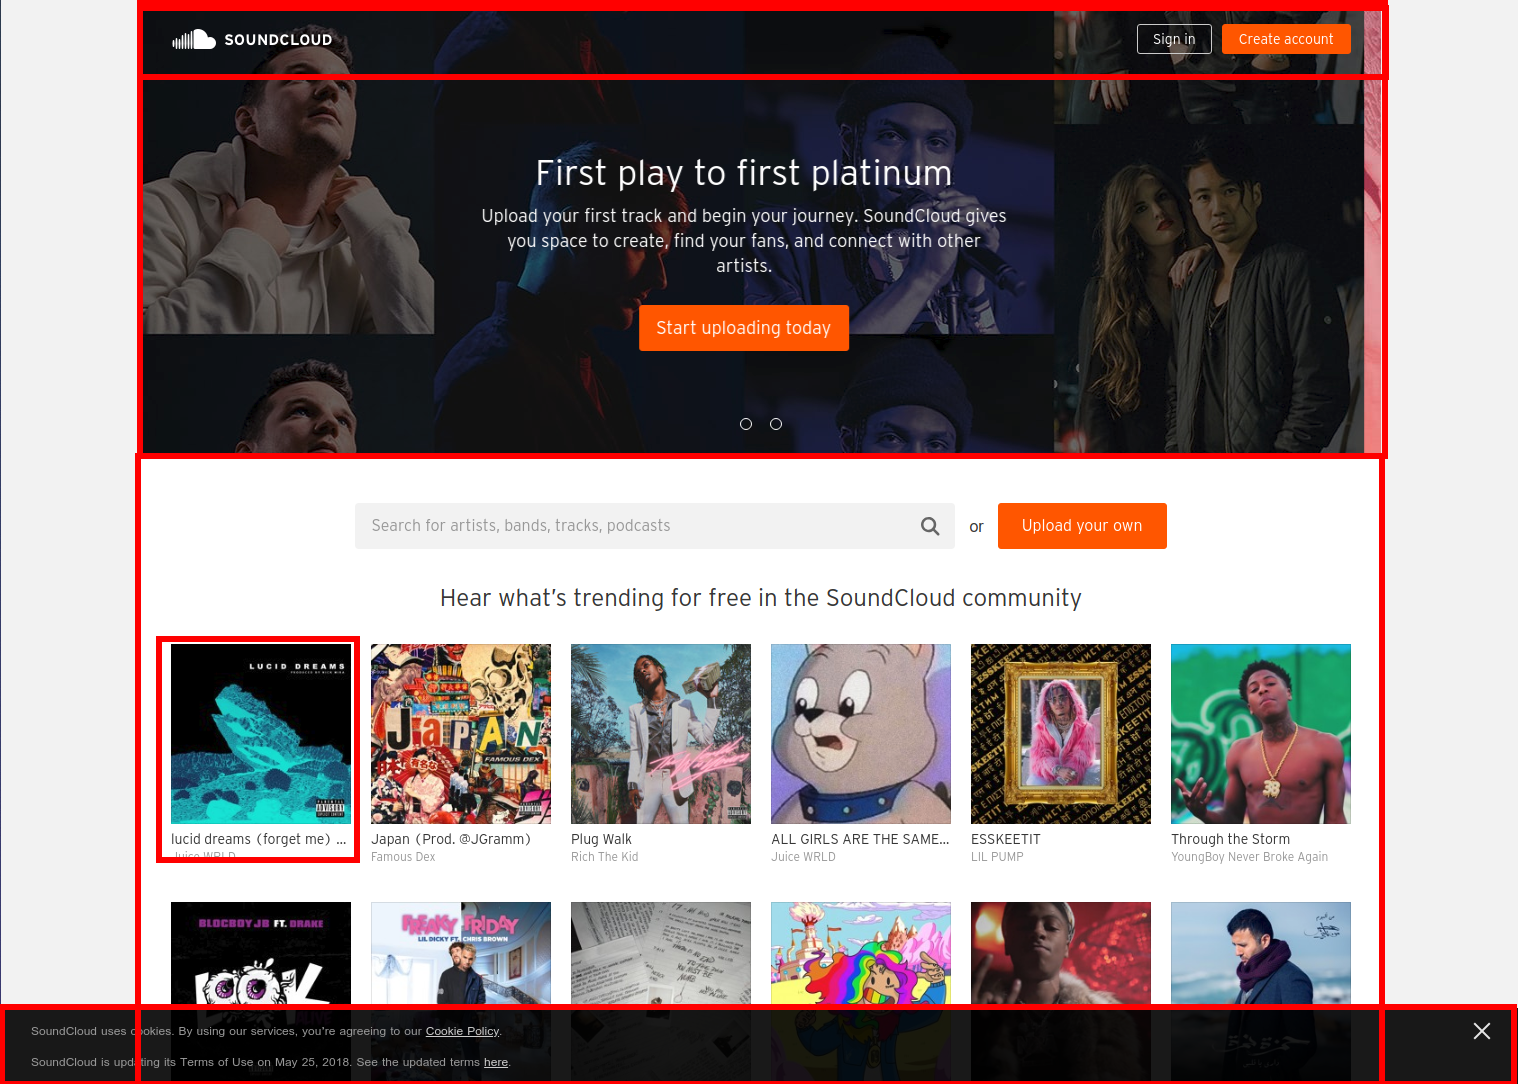 SOUNDCLOUD
Sign in
Create account
First play to first platinum
Upload your first track and begin your journey. SoundCloud gives
you space to create, find your fans, and connect with other
artists.
Start uploading today
Search for artists, bands, tracks, podcasts
or
Upload your own
Hear what's trending for free in the SoundCloud community
LUCID DREAMS
JAPAN
FAMOUS DEX
ESSKEETIT
lucid dreams (forget me) ...
Juice WRLD
Japan (Prod. @JGramm)
Famous Dex
Plug Walk
Rich The Kid
ALL GIRLS ARE THE SAME...
Juice WRLD
ESSKEETIT
LIL PUMP
Through the Storm
YoungBoy Never Broke Again
BLOCBOY JB FT. DRAKE
LOOK
FREAKY FRIDAY
LIL DICKY FT. CHRIS BROWN
SoundCloud uses cookies. By using our services, you're agreeing to our Cookie Policy.
SoundCloud is updating its Terms of Use on May 25, 2018. See the updated terms here.